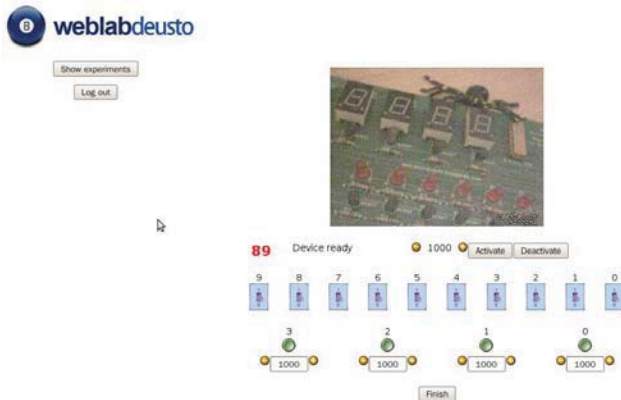 8 weblabdeusto
Show experiments
Log out
89 Device ready 1000 Activate Deactivate
9 8 7 6 5 4 3 2 1 0
3 2 1 0
1000 1000 1000 1000
Finish